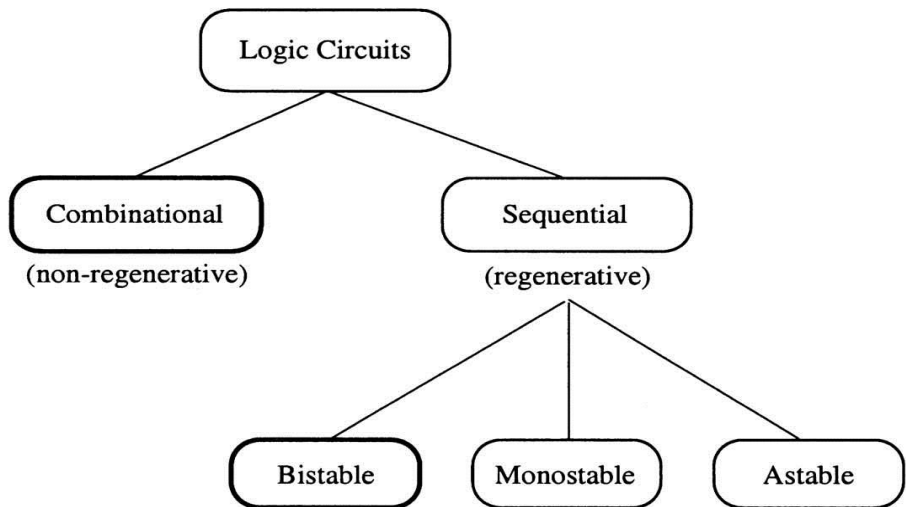 Logic Circuits
Combinational
Sequential
(non-regenerative)
(regenerative)
Bistable
Monostable
Astable